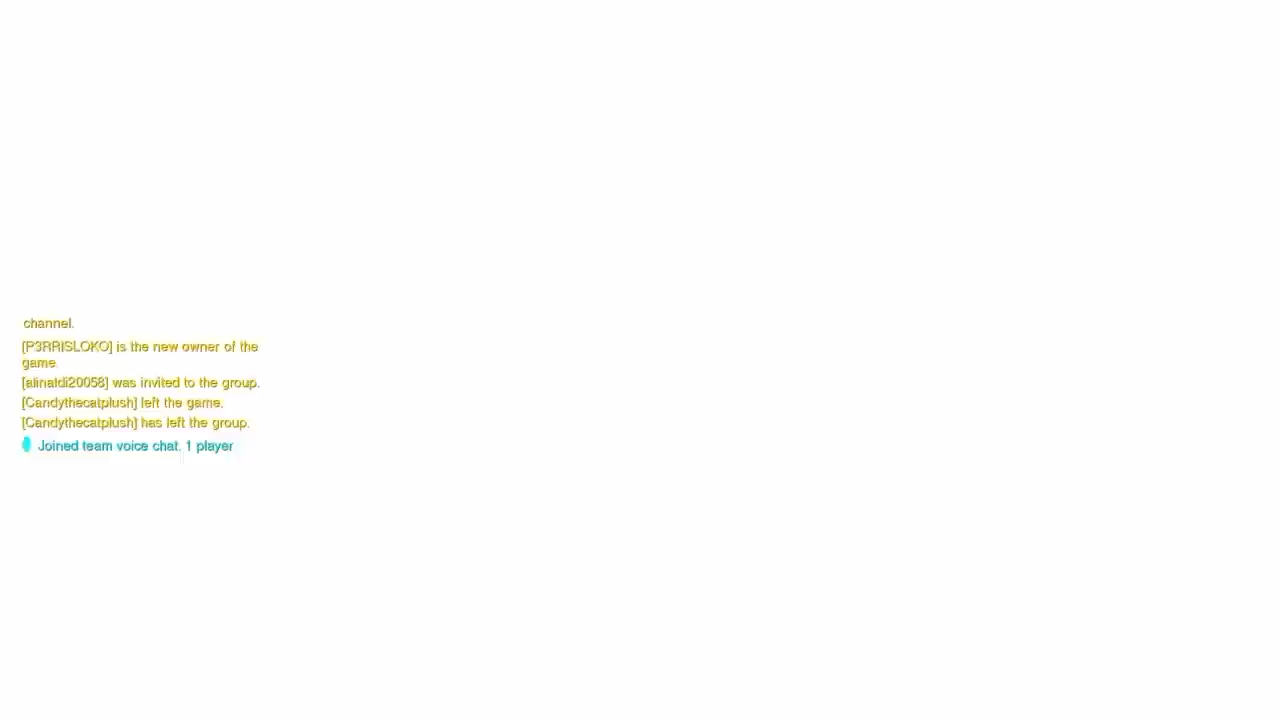 channel.
[P3RRISLOKO] is the new owner of the
game.
[alinaldi20058] was invited to the group.
[Candythecatplush] left the game.
[Candythecatplush] has left the group.
Joined team voice chat. 1 player